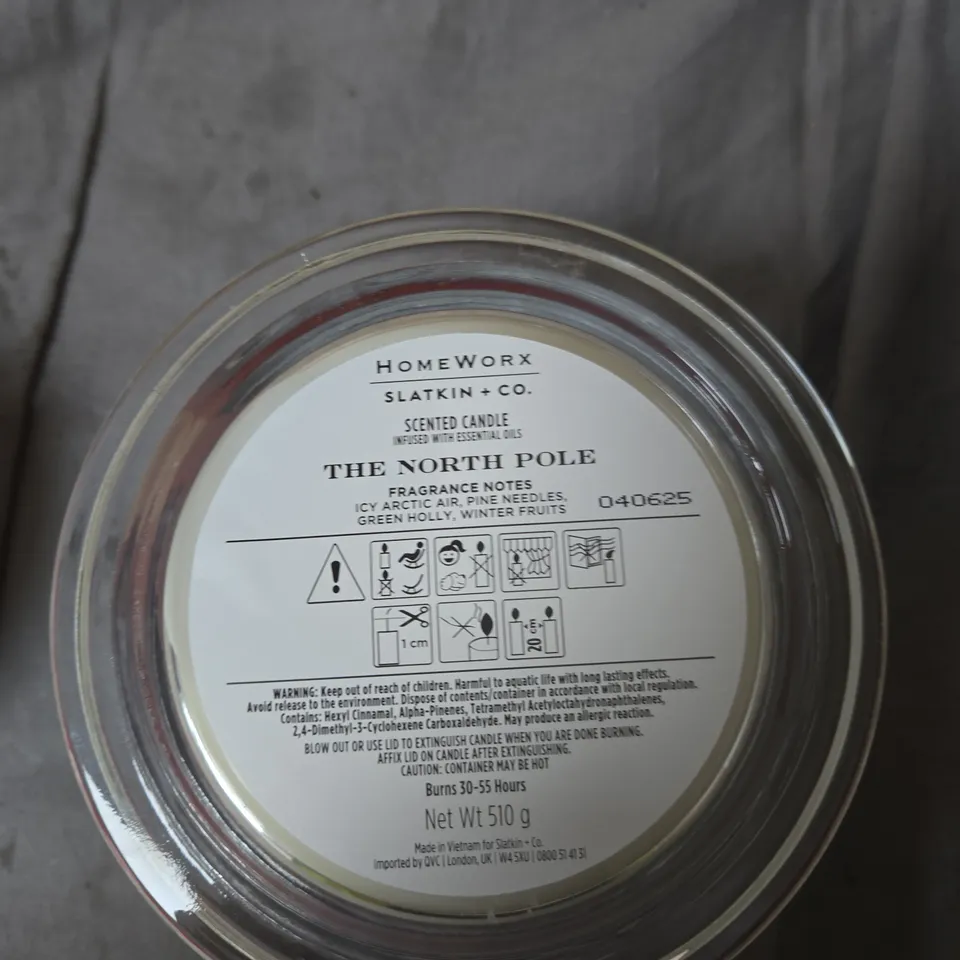 HOMEWORX
SLATKIN + CO.
SCENTED CANDLE
INFUSED WITH ESSENTIAL OILS
THE NORTH POLE
FRAGRANCE NOTES
ICY ARCTIC AIR, PINE NEEDLES,
GREEN HOLLY, WINTER FRUITS
040625
1 cm
20 cm
WARNING: Keep out of reach of children. Harmful to aquatic life with long lasting effects.
Avoid release to the environment. Dispose of contents/container in accordance with local regulation.
Contains: Hexyl Cinnamal, Alpha-Pinenes, Tetramethyl Acetyloctahydronaphthalenes,
2,4-Dimethyl-3-Cyclohexene Carboxaldehyde. May produce an allergic reaction.
BLOW OUT OR USE LID TO EXTINGUISH CANDLE WHEN YOU ARE DONE BURNING.
AFFIX LID ON CANDLE AFTER EXTINGUISHING.
CAUTION: CONTAINER MAY BE HOT
Burns 30-55 Hours
Net Wt 510 g
Made in Vietnam for Slatkin + Co.
Imported by QVC | London, UK | W4 5XU | 0800 51 41 31